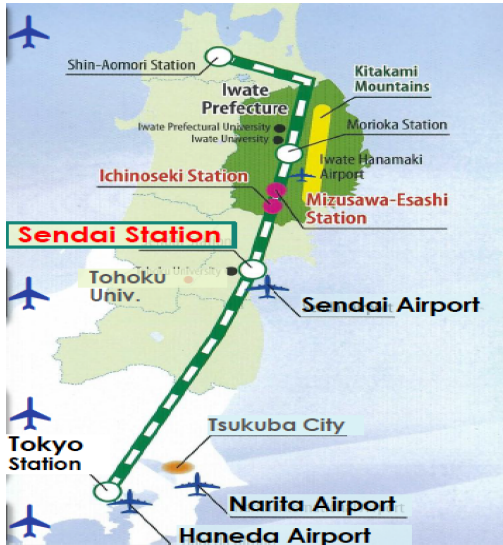 Shin-Aomori Station
Kitakami
Mountains
Iwate
Prefecture
Iwate Prefectural University
Iwate University
Morioka Station
Iwate Hanamaki
Airport
Ichinoseki Station
Mizusawa-Esashi
Station
Sendai Station
Tohoku
Univ.
Sendai Airport
Tokyo
Station
Tsukuba City
Narita Airport
Haneda Airport